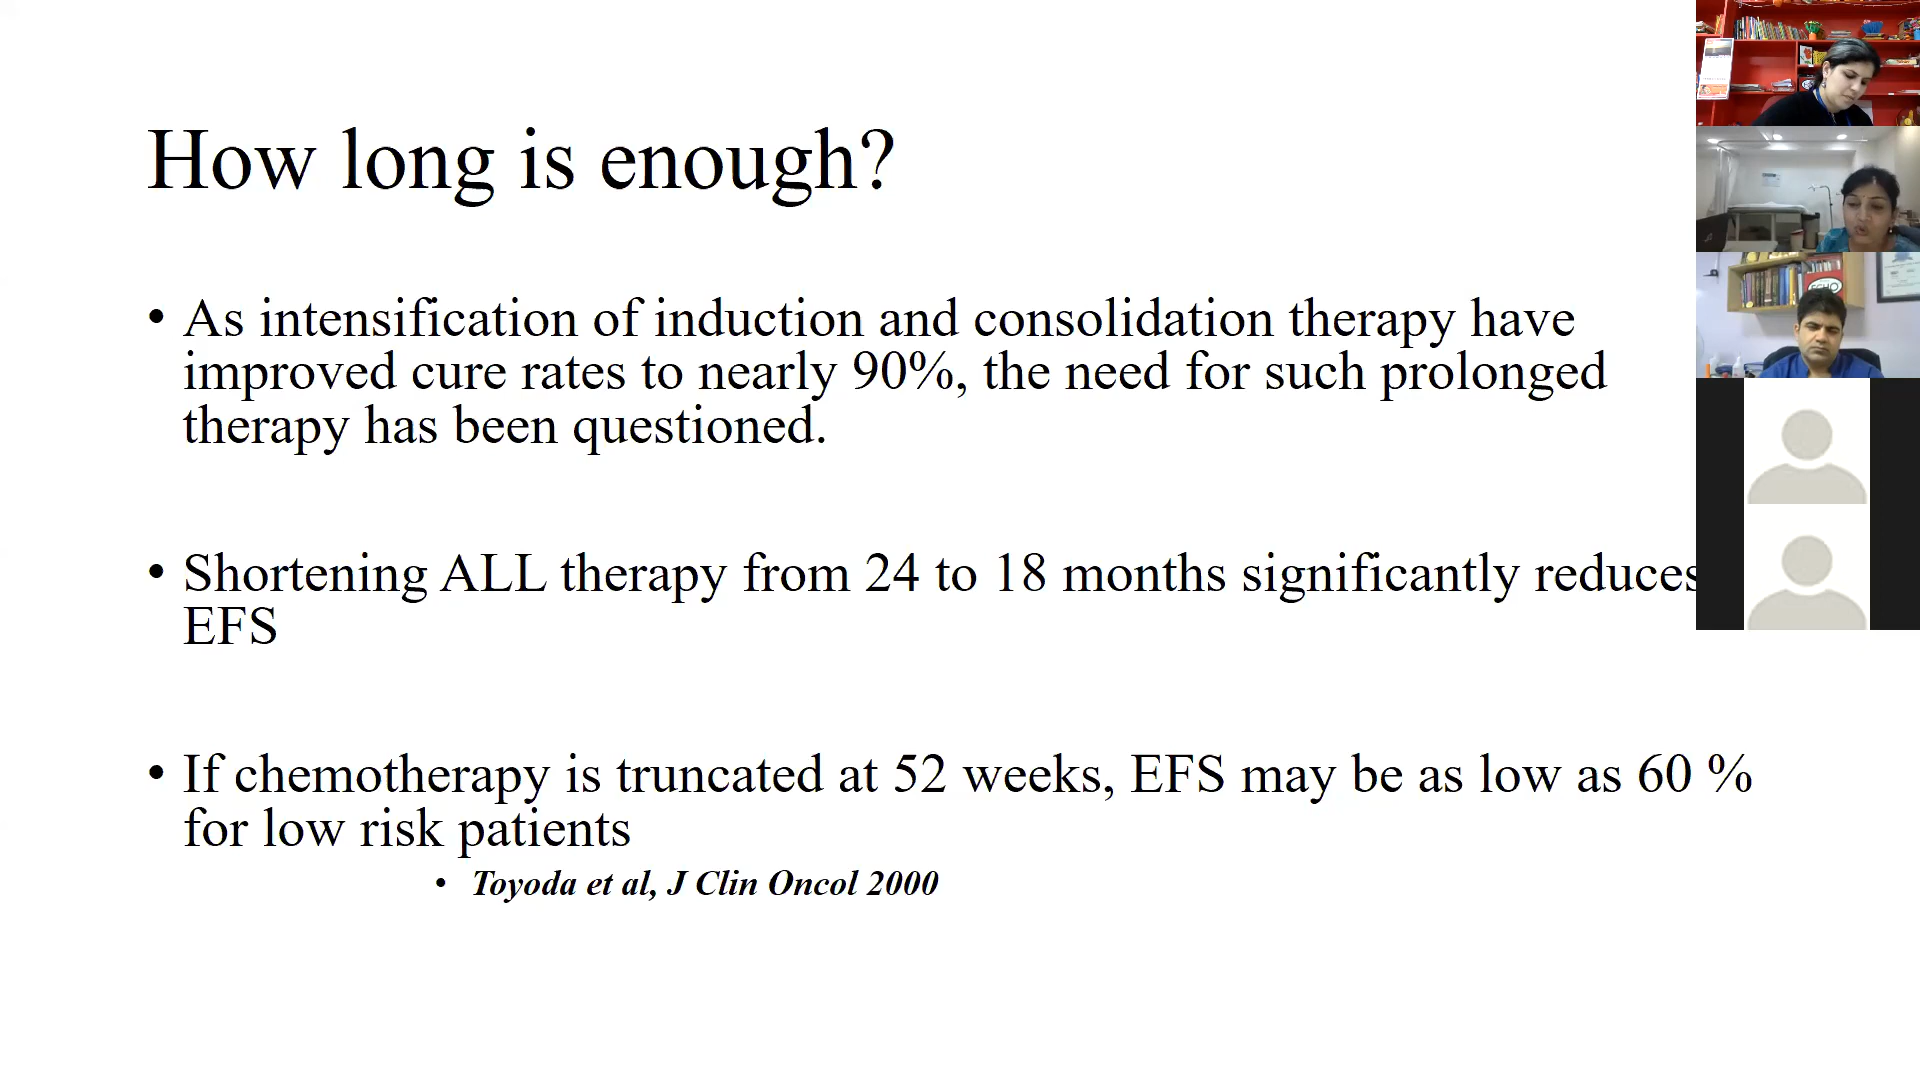 How long is enough?
• As intensification of induction and consolidation therapy have
improved cure rates to nearly 90%, the need for such prolonged
therapy has been questioned.
• Shortening ALL therapy from 24 to 18 months significantly reduces
EFS
• If chemotherapy is truncated at 52 weeks, EFS may be as low as 60 %
for low risk patients
• Toyoda et al, J Clin Oncol 2000
ECHO